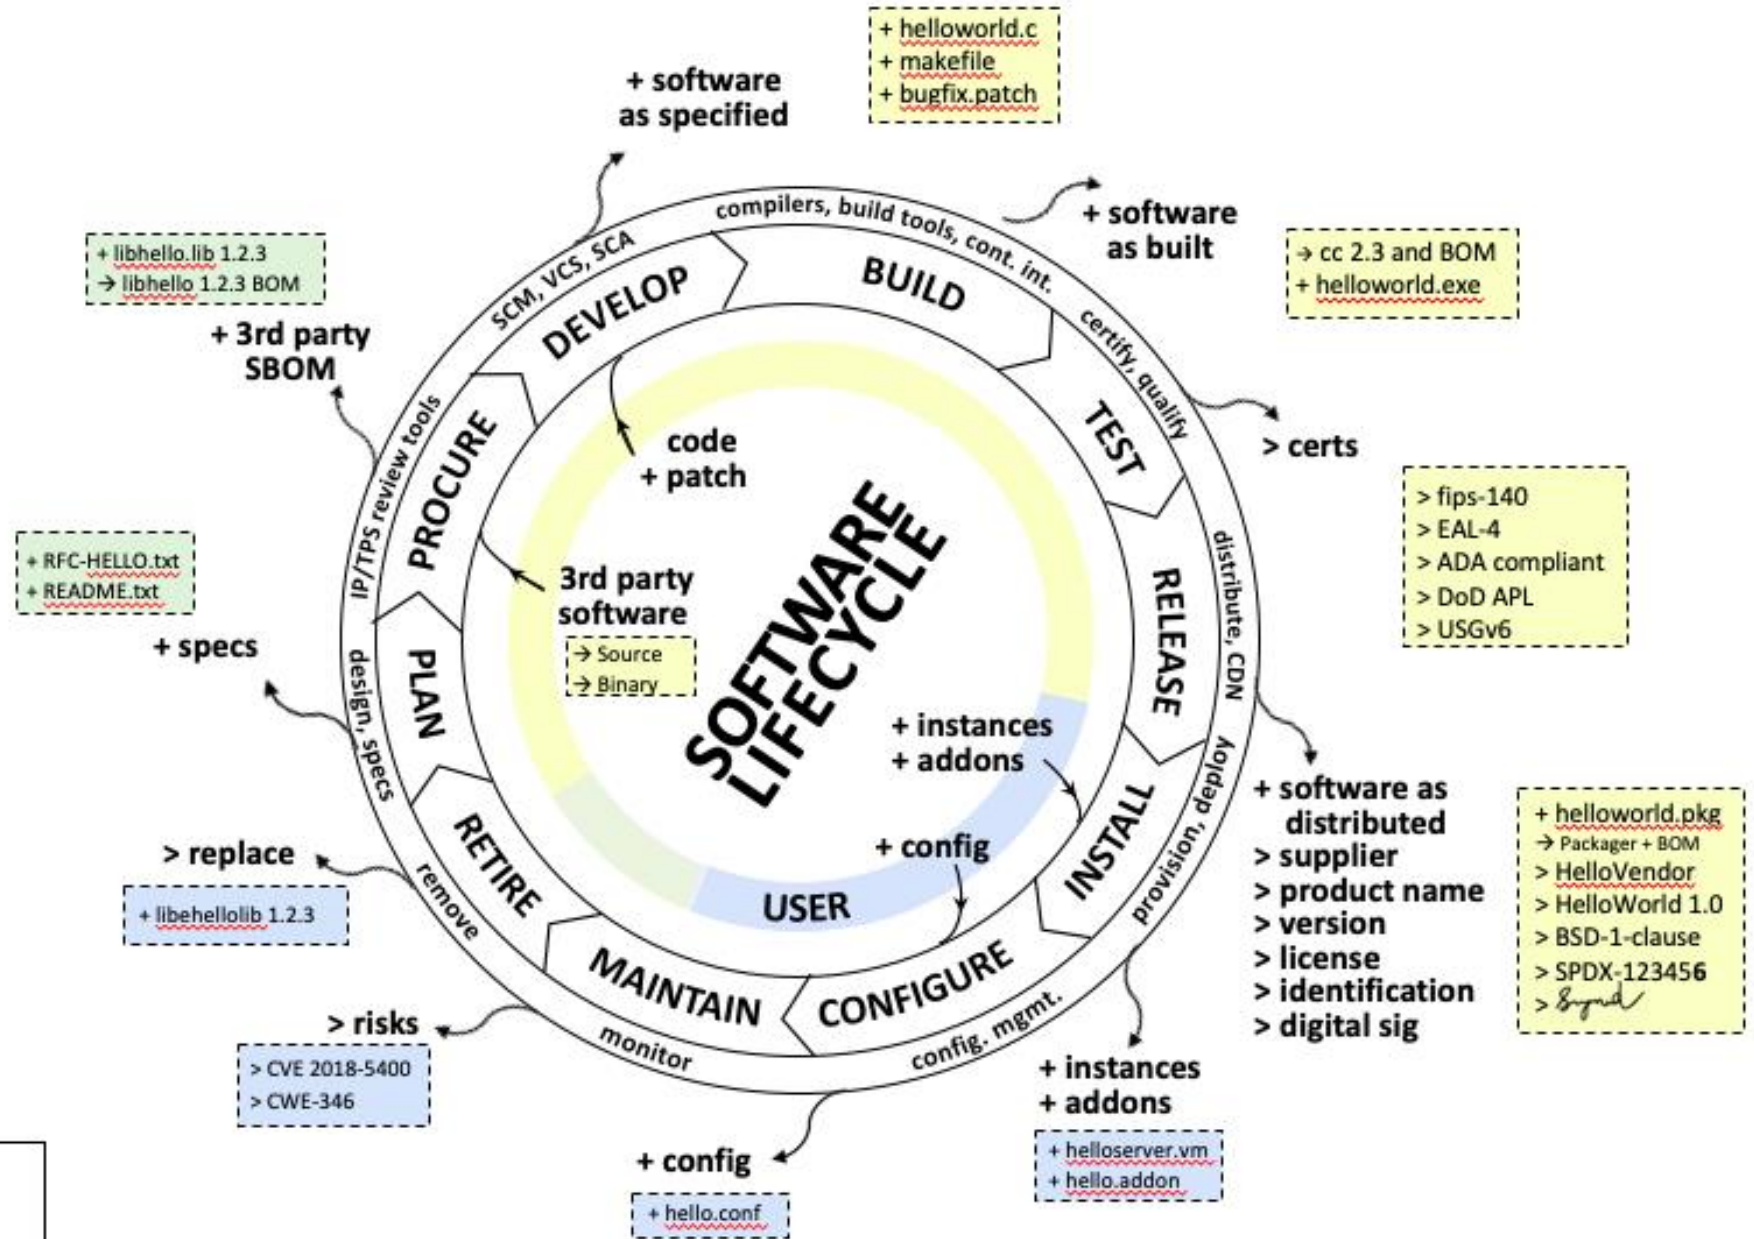 + helloworld.c
+ makefile
+ bugfix.patch
+ software
as specified
compilers, build tools, cont. int.
+ software
as built
→ cc 2.3 and BOM
+ helloworld.exe
+ libhello.lib 1.2.3
→ libhello 1.2.3 BOM
+ 3rd party
SBOM
SCM, VCS, SCA
DEVELOP
BUILD
certify, qualify
TEST
> certs
> fips-140
> EAL-4
> ADA compliant
> DoD APL
> USGv6
IP/TPS review tools
PROCURE
code
+ patch
+ RFC-HELLO.txt
+ README.txt
+ specs
3rd party
software
→ Source
→ Binary
SOFTWARE
LIFECYCLE
RELEASE
distribute, CDN
design, specs
PLAN
+ instances
+ addons
+ config
USER
INSTALL
provision, deploy
+ software as
distributed
> supplier
> product name
> version
> license
> identification
> digital sig
+ helloworld.pkg
→ Packager + BOM
> HelloVendor
> HelloWorld 1.0
> BSD-1-clause
> SPDX-123456
> Signed
> replace
+ libehellolib 1.2.3
remove
RETIRE
MAINTAIN
CONFIGURE
monitor
config. mgmt.
> risks
> CVE 2018-5400
> CWE-346
+ config
+ hello.conf
+ instances
+ addons
+ helloserver.vm
+ hello.addon